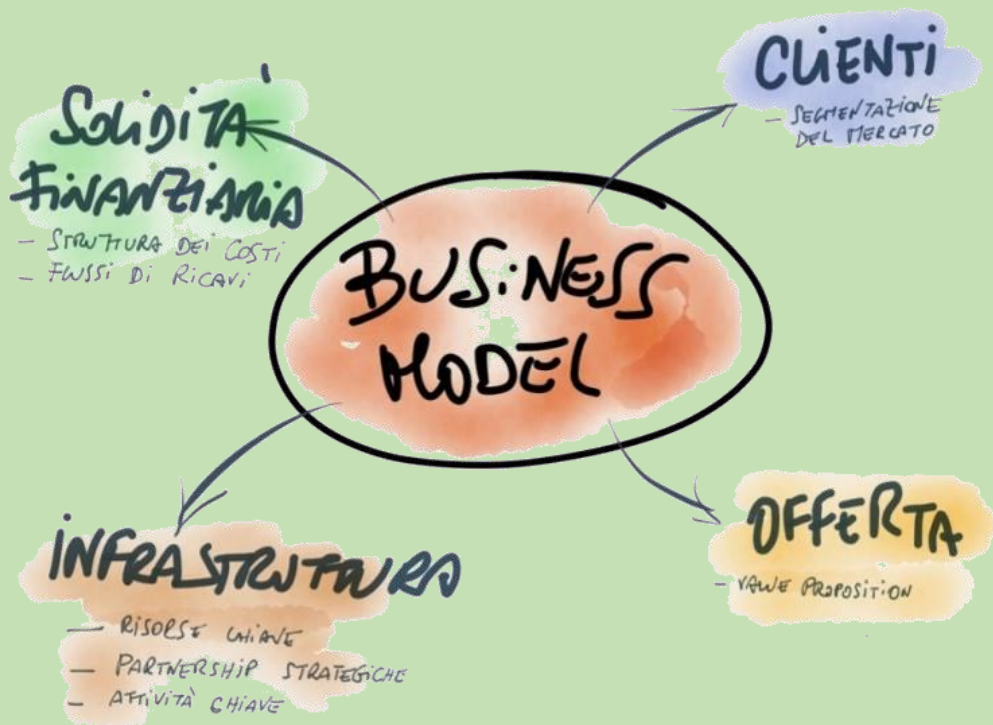 SOLIDITÀ
FINANZIARIA
- STRUTTURA DEI COSTI
- FLUSSI DI RICAVI
CLIENTI
- SEGMENTAZIONE
DEL MERCATO
BUSINESS
MODEL
INFRASTRUTTURA
- RISORSE CHIAVE
- PARTNERSHIP STRATEGICHE
- ATTIVITÀ CHIAVE
OFFERTA
- VALUE PROPOSITION